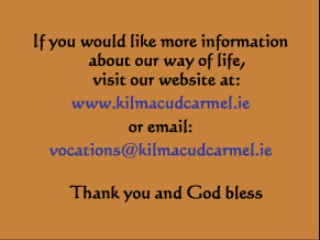 If you would like more information
about our way of life,
visit our website at:
www.kilmacudcarmel.ie
or email:
vocations@kilmacudcarmel.ie
Thank you and God bless